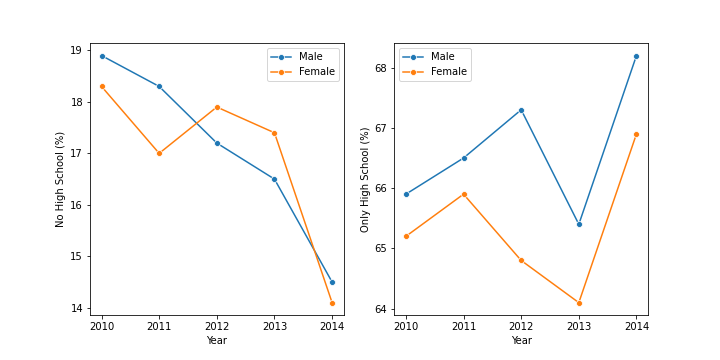 19
18
17
16
15
14
No High School (%)
2010 2011 2012 2013 2014
Year
Male
Female
68
67
66
65
64
Only High School (%)
2010 2011 2012 2013 2014
Year
Male
Female